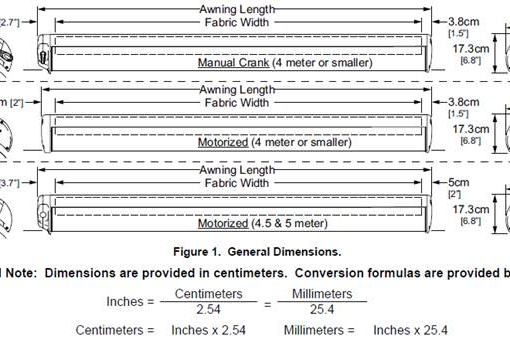 Awning Length
[2.7"] Fabric Width 3.8cm
[1.5"]
Manual Crank (4 meter or smaller) 17.3cm
[6.8"]
Awning Length
[2"] Fabric Width 3.8cm
[1.5"]
Motorized (4 meter or smaller) 17.3cm
[6.8"]
Awning Length
[3.7"] Fabric Width 5cm
[2"]
Motorized (4.5 & 5 meter) 17.3cm
[6.8"]
Figure 1. General Dimensions.
Note: Dimensions are provided in centimeters. Conversion formulas are provided b
Inches = Centimeters / 2.54 = Millimeters / 25.4
Centimeters = Inches x 2.54 Millimeters = Inches x 25.4